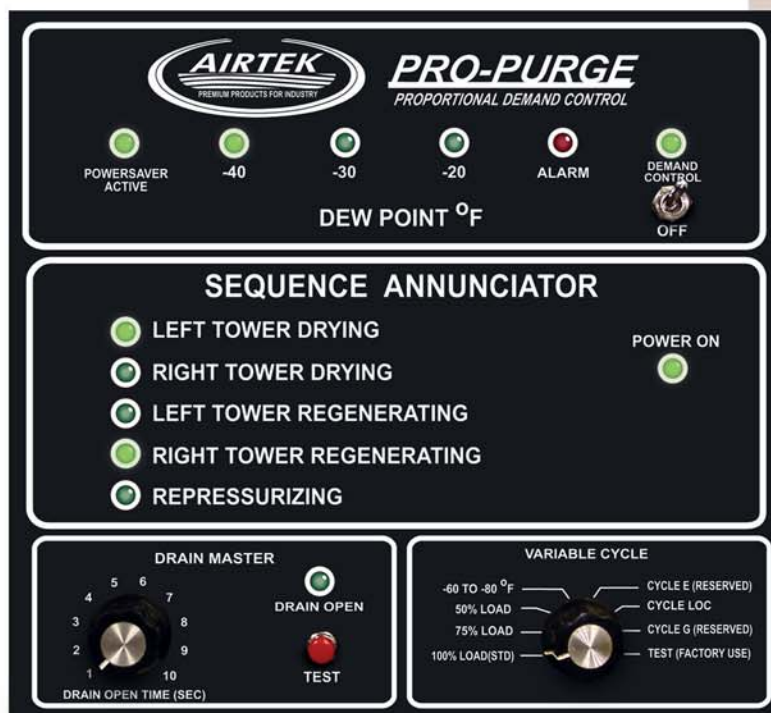 AIRTEK
PREMIUM PRODUCTS FOR INDUSTRY
PRO-PURGE
PROPORTIONAL DEMAND CONTROL
POWERSAVER
ACTIVE
-40
-30
-20
ALARM
DEMAND
CONTROL
OFF
DEW POINT °F
SEQUENCE ANNUNCIATOR
LEFT TOWER DRYING
RIGHT TOWER DRYING
LEFT TOWER REGENERATING
RIGHT TOWER REGENERATING
REPRESSURIZING
POWER ON
DRAIN MASTER
1
2
3
4
5
6
7
8
9
10
DRAIN OPEN TIME (SEC)
DRAIN OPEN
TEST
VARIABLE CYCLE
-60 TO -80 °F
50% LOAD
75% LOAD
100% LOAD(STD)
CYCLE E (RESERVED)
CYCLE LOC
CYCLE G (RESERVED)
TEST (FACTORY USE)